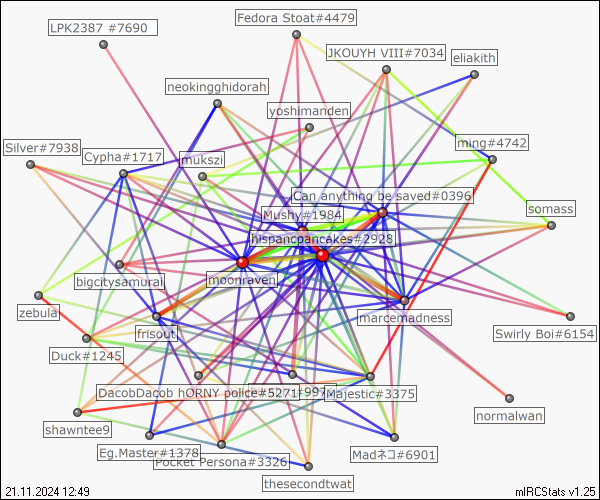 Fedora Stoat#4479
LPK2387 #7690
JKOUYH VIII#7034
eliakith
neokingghidorah
yoshimanden
ming#4742
Silver#7938
Cypha#1717
mukszi
Can anything be saved#0396
somass
Mushy#1984
hispancpancakes#2928
bigcitysamurai
moonraven
zebula
frisout
marcemadness
Swirly Boi#6154
Duck#1245
DacobDacob hORNY police#5271
Majestic#3375
normalwan
shawntee9
Eg.Master#1378
Pocket Persona#3326
Madネコ#6901
thesecondtwat
21.11.2024 12:49
mIRCStats v1.25